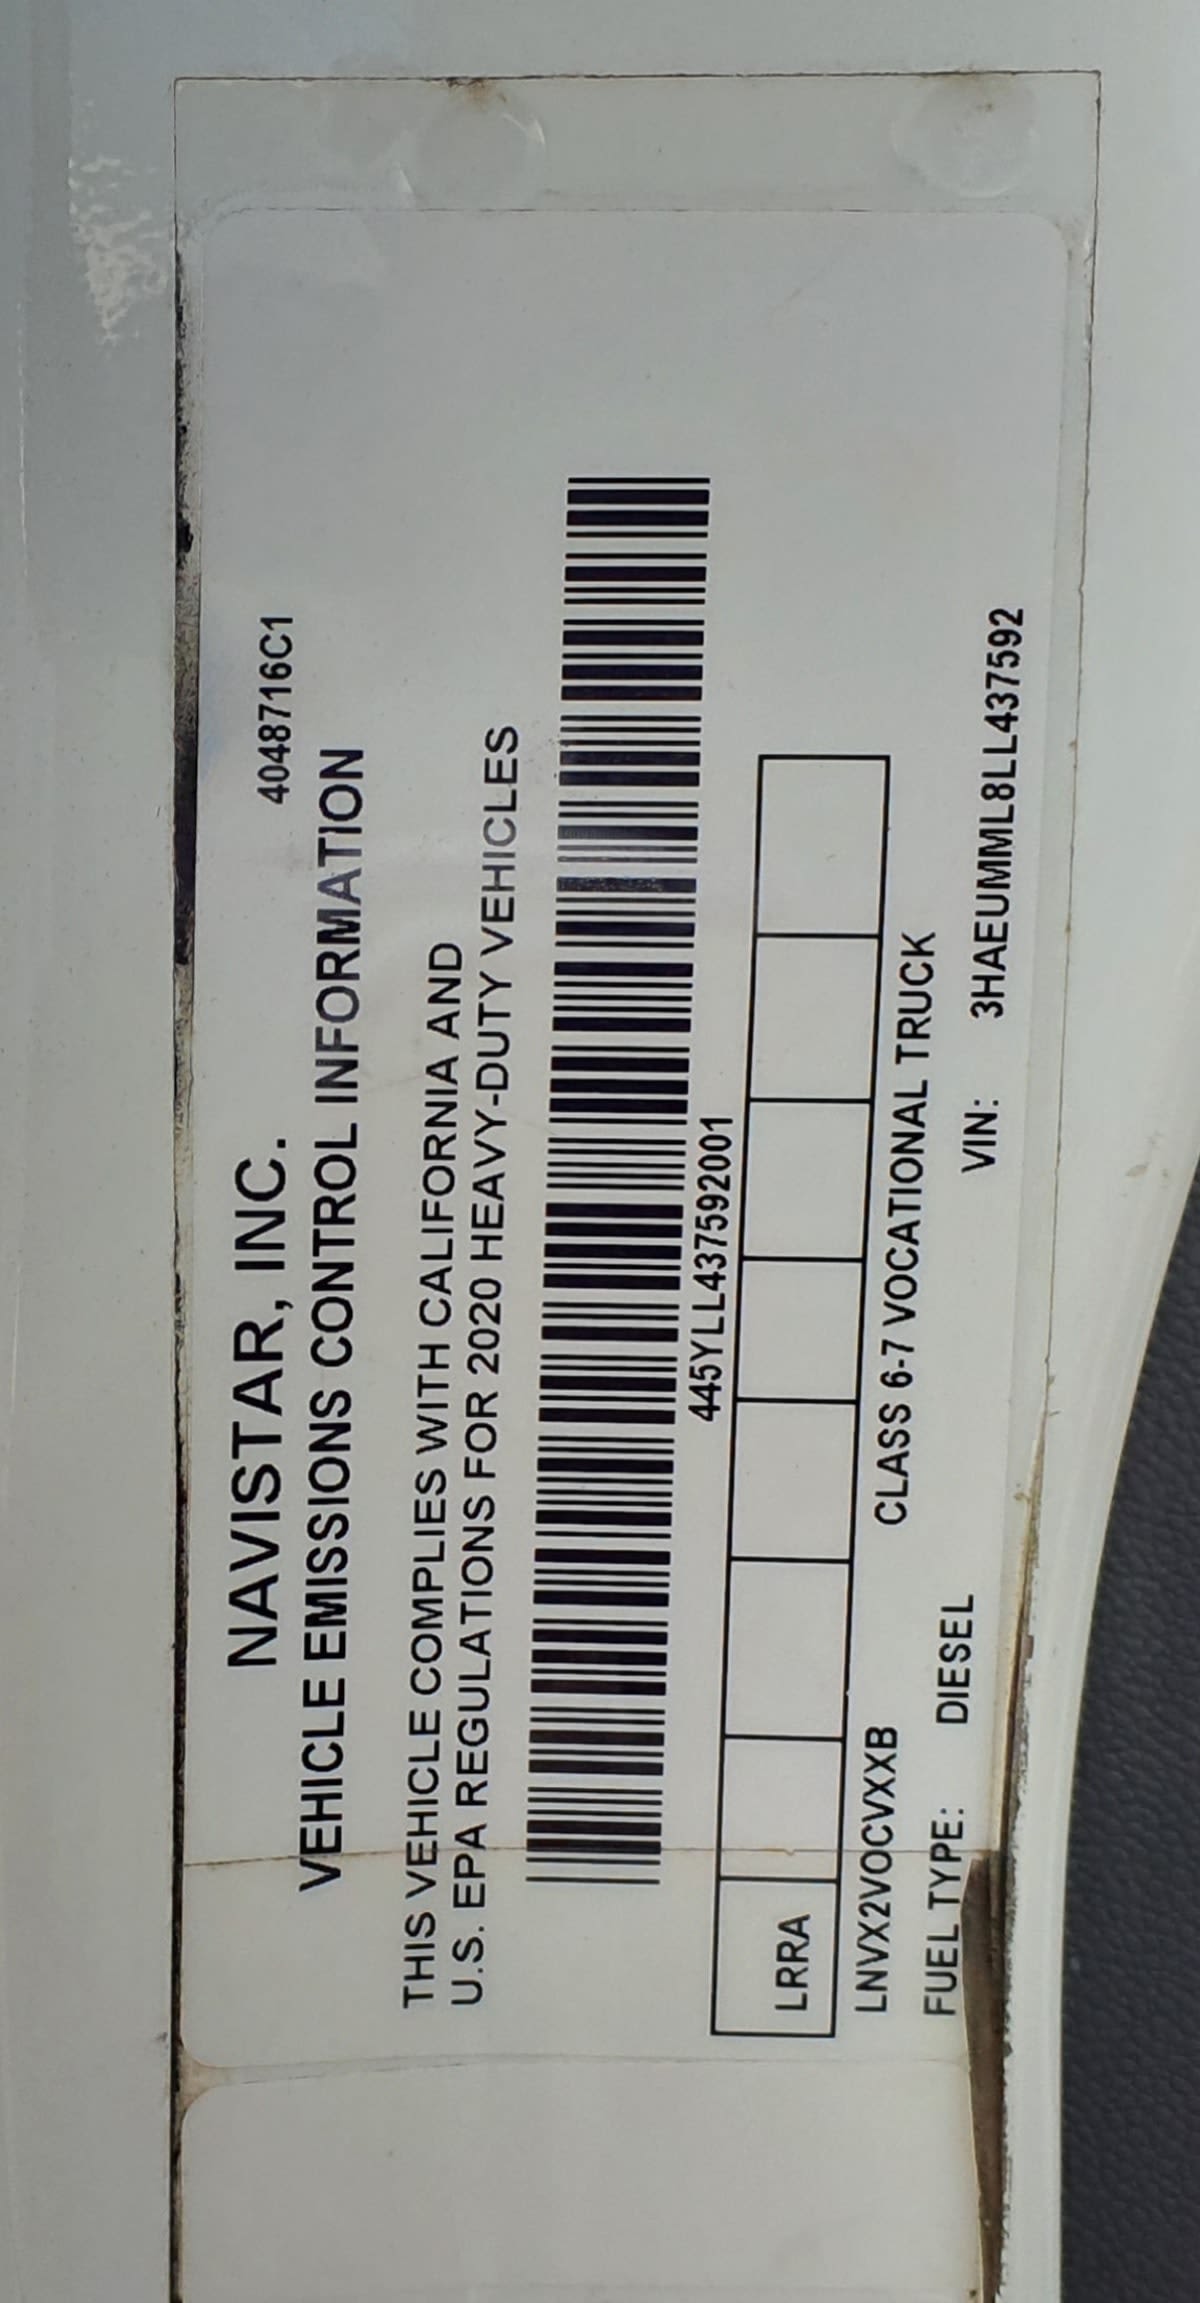 4048716C1
NAVISTAR, INC.
VEHICLE EMISSIONS CONTROL INFORMATION
THIS VEHICLE COMPLIES WITH CALIFORNIA AND
U.S. EPA REGULATIONS FOR 2020 HEAVY-DUTY VEHICLES
445YLL437592001
LRRA
LNVX2VOCVXXB CLASS 6-7 VOCATIONAL TRUCK
FUEL TYPE: DIESEL VIN: 3HAEUMML8LL437592